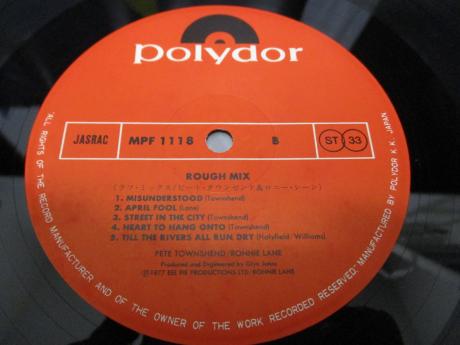 polydor
JASRAC MPF 1118 B ST 33
ROUGH MIX
(ラフ・ミックス/ピート・タウンゼンド&ロニー・レーン)
1. MISUNDERSTOOD (Townshend)
2. APRIL FOOL (Lane)
3. STREET IN THE CITY (Townshend)
4. HEART TO HANG ONTO (Townshend)
5. TILL THE RIVERS ALL RUN DRY (Holyfield/Williams)
PETE TOWNSHEND/RONNIE LANE
Produced and Engineered by Glyn Johns
Ⓟ1977 EEL PIE PRODUCTIONS LTD/RONNIE LANE
"ALL RIGHTS OF THE RECORD MANUFACTURER AND OF THE OWNER OF THE WORK RECORDED RESERVED." MANUFACTURED BY POLYDOR K.K. JAPAN